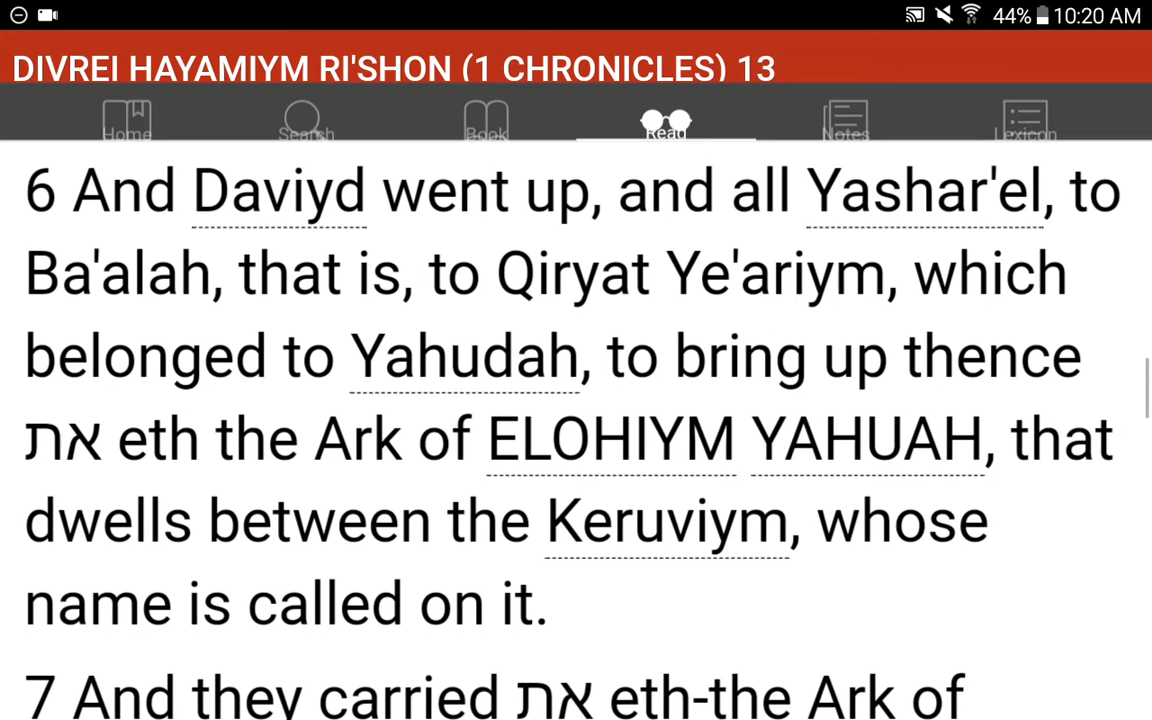 44% 10:20 AM
DIVREI HAYAMIYM RI'SHON (1 CHRONICLES) 13
Home Search Book Read Notes Lexicon
6 And Daviyd went up, and all Yashar'el, to
Ba'alah, that is, to Qiryat Ye'ariym, which
belonged to Yahudah, to bring up thence
את eth the Ark of ELOHIYM YAHUAH, that
dwells between the Keruviym, whose
name is called on it.
7 And they carried את eth-the Ark of